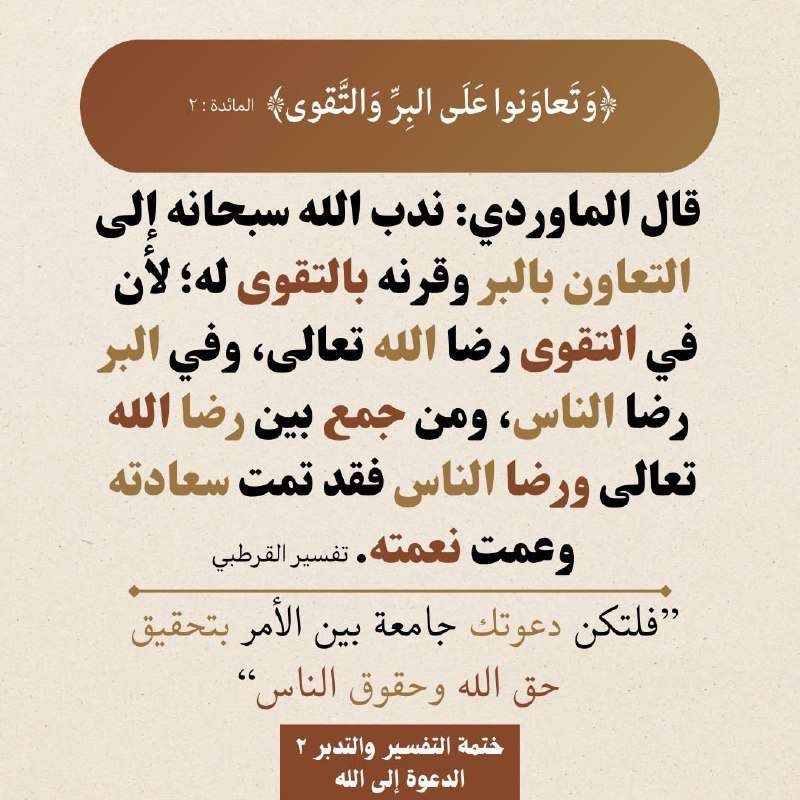 ﴿وَتَعاوَنوا عَلَى البِرِّ وَالتَّقوى﴾ المائدة : ٢
قال الماوردي: ندب الله سبحانه إلى
التعاون بالبر وقرنه بالتقوى له؛ لأن
في التقوى رضا الله تعالى، وفي البر
رضا الناس، ومن جمع بين رضا الله
تعالى ورضا الناس فقد تمت سعادته
وعمت نعمته. تفسير القرطبي
”فلتكن دعوتك جامعة بين الأمر بتحقيق
حق الله وحقوق الناس“
ختمة التفسير والتدبر ٢
الدعوة إلى الله